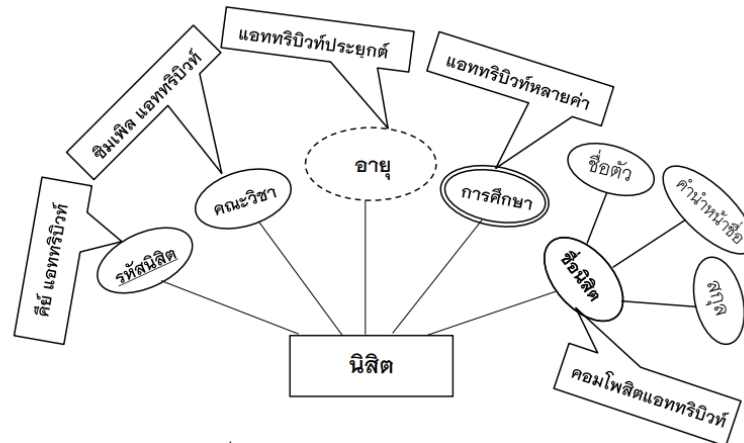 แอททริบิวท์ประยุกต์
แอททริบิวท์หลายค่า
ซิมเพิล แอททริบิวท์
คีย์ แอททริบิวท์
รหัสนิสิต
คณะวิชา
อายุ
การศึกษา
ชื่อตัว
คำนำหน้าชื่อ
สกุล
ชื่อนิสิต
นิสิต
คอมโพสิตแอททริบิวท์